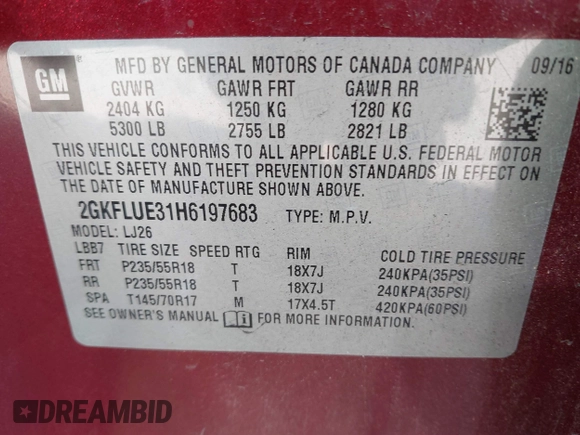 GM
MFD BY GENERAL MOTORS OF CANADA COMPANY 09/16
GVWR GAWR FRT GAWR RR
2404 KG 1250 KG 1280 KG
5300 LB 2755 LB 2821 LB
THIS VEHICLE CONFORMS TO ALL APPLICABLE U.S. FEDERAL MOTOR
VEHICLE SAFETY AND THEFT PREVENTION STANDARDS IN EFFECT ON
THE DATE OF MANUFACTURE SHOWN ABOVE.
2GKFLUE31H6197683 TYPE: M.P.V.
MODEL: LJ26
LBB7 TIRE SIZE SPEED RTG RIM COLD TIRE PRESSURE
FRT P235/55R18 T 18X7J 240KPA(35PSI)
RR P235/55R18 T 18X7J 240KPA(35PSI)
SPA T145/70R17 M 17X4.5T 420KPA(60PSI)
SEE OWNER'S MANUAL FOR MORE INFORMATION.
DREAMBID